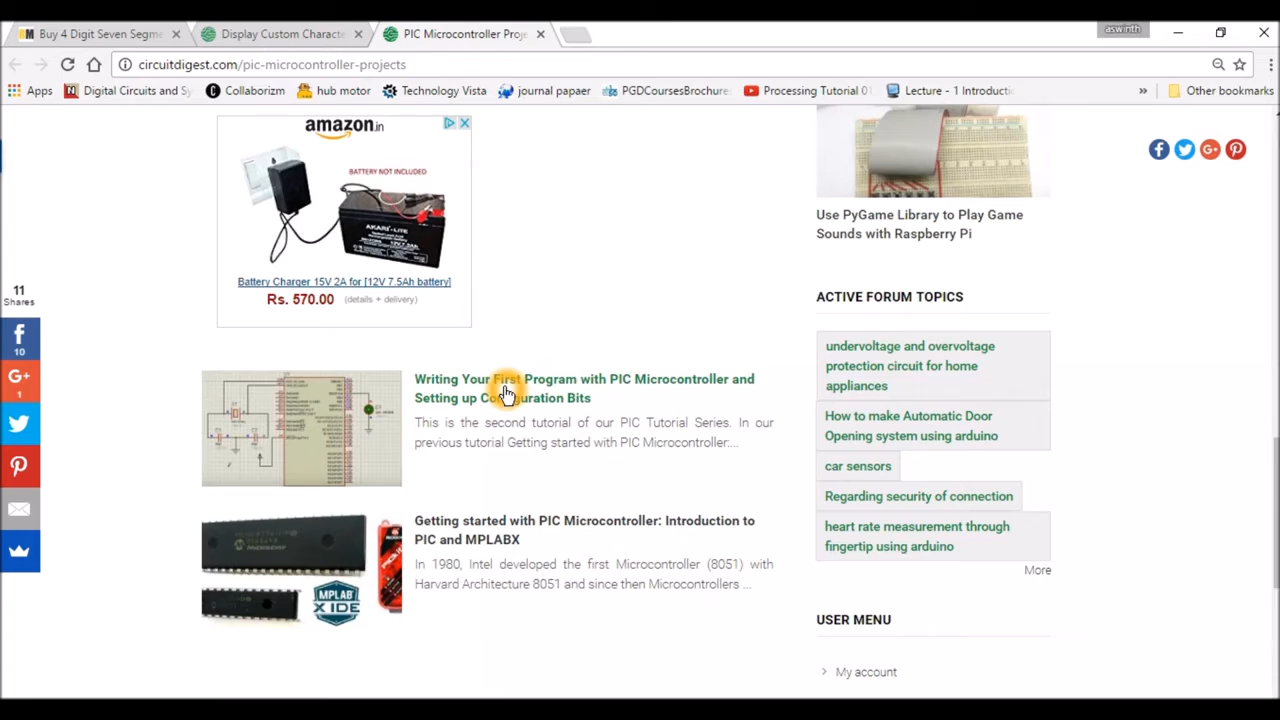 Buy 4 Digit Seven Segme
Display Custom Characte
PIC Microcontroller Proje
aswinth
circuitdigest.com/pic-microcontroller-projects
Apps
Digital Circuits and Sy
Collaborizm
hub motor
Technology Vista
journal papaer
PGDCoursesBrochure
Processing Tutorial 01
Lecture - 1 Introducti
»
Other bookmarks
amazon.in
BATTERY NOT INCLUDED
AKARI-LITE
Battery Charger 15V 2A for [12V 7.5Ah battery]
Rs. 570.00 (details + delivery)
11
Shares
10
G+
1
Writing Your First Program with PIC Microcontroller and
Setting up Configuration Bits
This is the second tutorial of our PIC Tutorial Series. In our
previous tutorial Getting started with PIC Microcontroller:...
Getting started with PIC Microcontroller: Introduction to
PIC and MPLABX
In 1980, Intel developed the first Microcontroller (8051) with
Harvard Architecture 8051 and since then Microcontrollers ...
MPLAB
X IDE
Use PyGame Library to Play Game
Sounds with Raspberry Pi
ACTIVE FORUM TOPICS
undervoltage and overvoltage
protection circuit for home
appliances
How to make Automatic Door
Opening system using arduino
car sensors
Regarding security of connection
heart rate measurement through
fingertip using arduino
More
USER MENU
My account